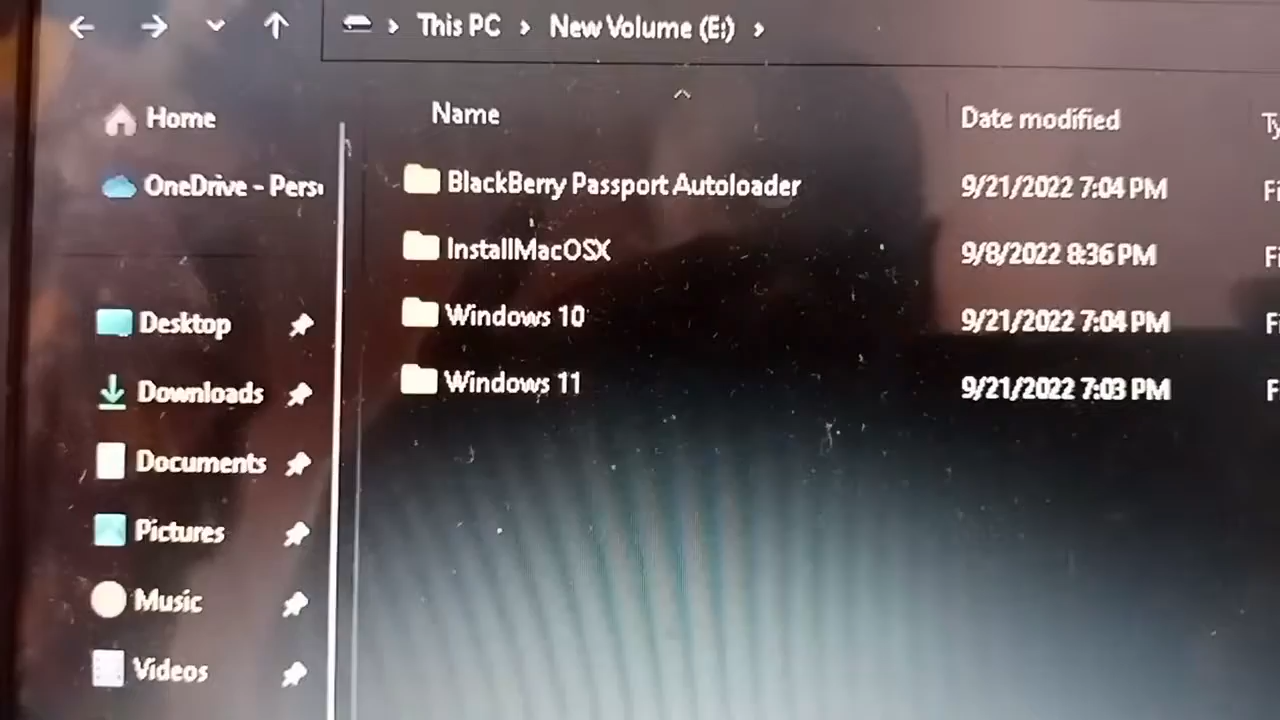 This PC > New Volume (E:) >
Name
Date modified
Home
OneDrive - Pers
BlackBerry Passport Autoloader 9/21/2022 7:04 PM
InstallMacOSX 9/8/2022 8:36 PM
Desktop
Windows 10 9/21/2022 7:04 PM
Downloads
Windows 11 9/21/2022 7:03 PM
Documents
Pictures
Music
Videos